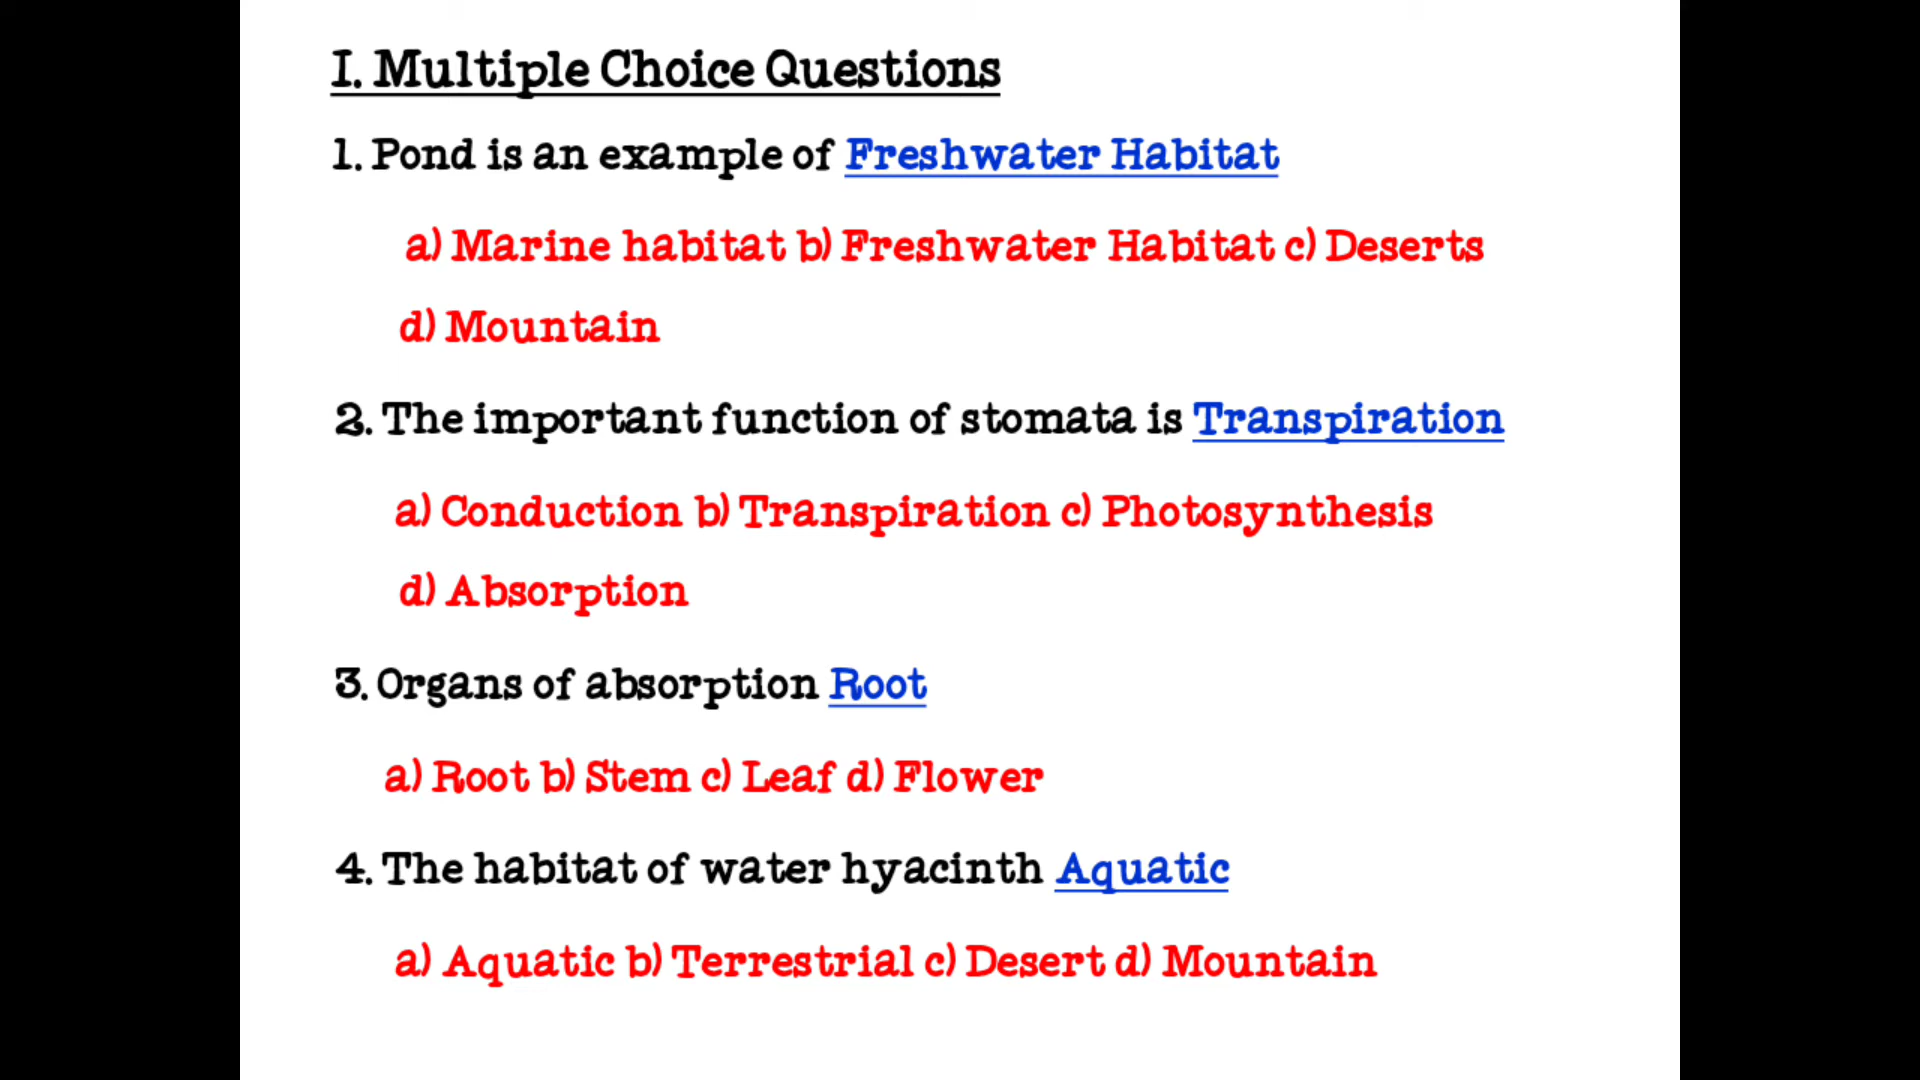 I. Multiple Choice Questions
1. Pond is an example of Freshwater Habitat
a) Marine habitat b) Freshwater Habitat c) Deserts
d) Mountain
2. The important function of stomata is Transpiration
a) Conduction b) Transpiration c) Photosynthesis
d) Absorption
3. Organs of absorption Root
a) Root b) Stem c) Leaf d) Flower
4. The habitat of water hyacinth Aquatic
a) Aquatic b) Terrestrial c) Desert d) Mountain